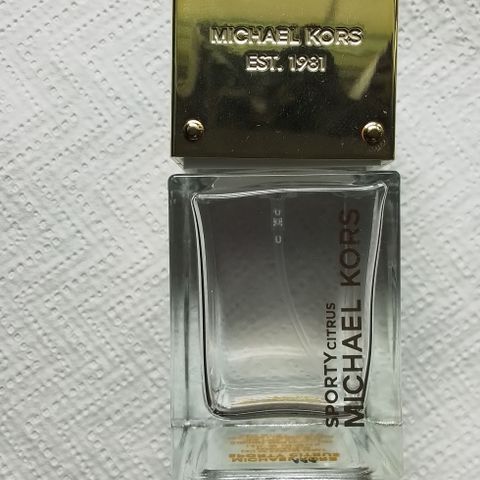 MICHAEL KORS
EST. 1981
SPORTY CITRUS
MICHAEL KORS